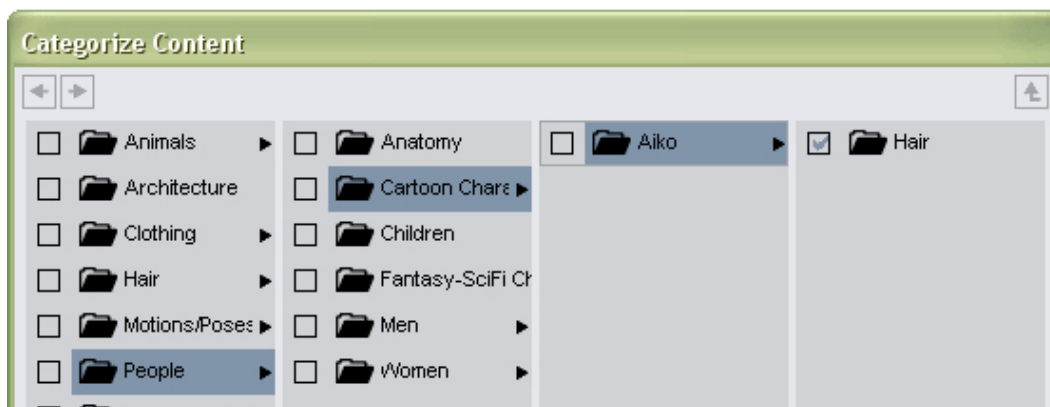 Categorize Content
Animals
Architecture
Clothing
Hair
Motions/Poses
People
Anatomy
Cartoon Chara
Children
Fantasy-SciFi Ch
Men
Women
Aiko
Hair